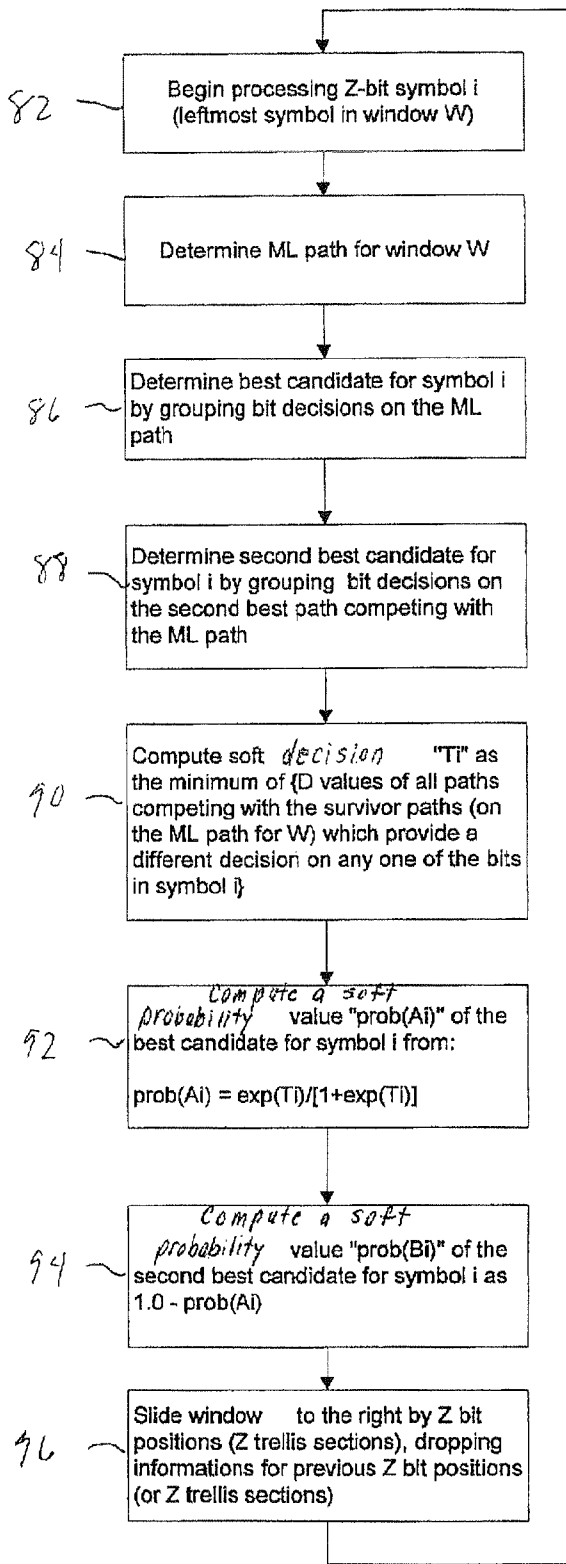 82
Begin processing Z-bit symbol i
(leftmost symbol in window W)
84
Determine ML path for window W
86
Determine best candidate for symbol i
by grouping bit decisions on the ML
path
88
Determine second best candidate for
symbol i by grouping bit decisions on
the second best path competing with
the ML path
90
Compute soft decision "Ti" as
the minimum of {D values of all paths
competing with the survivor paths (on
the ML path for W) which provide a
different decision on any one of the bits
in symbol i}
92
Compute a soft
probability value "prob(Ai)" of the
best candidate for symbol i from:
prob(Ai) = exp(Ti)/[1+exp(Ti)]
94
Compute a soft
probability value "prob(Bi)" of the
second best candidate for symbol i as
1.0 - prob(Ai)
96
Slide window to the right by Z bit
positions (Z trellis sections), dropping
informations for previous Z bit positions
(or Z trellis sections)